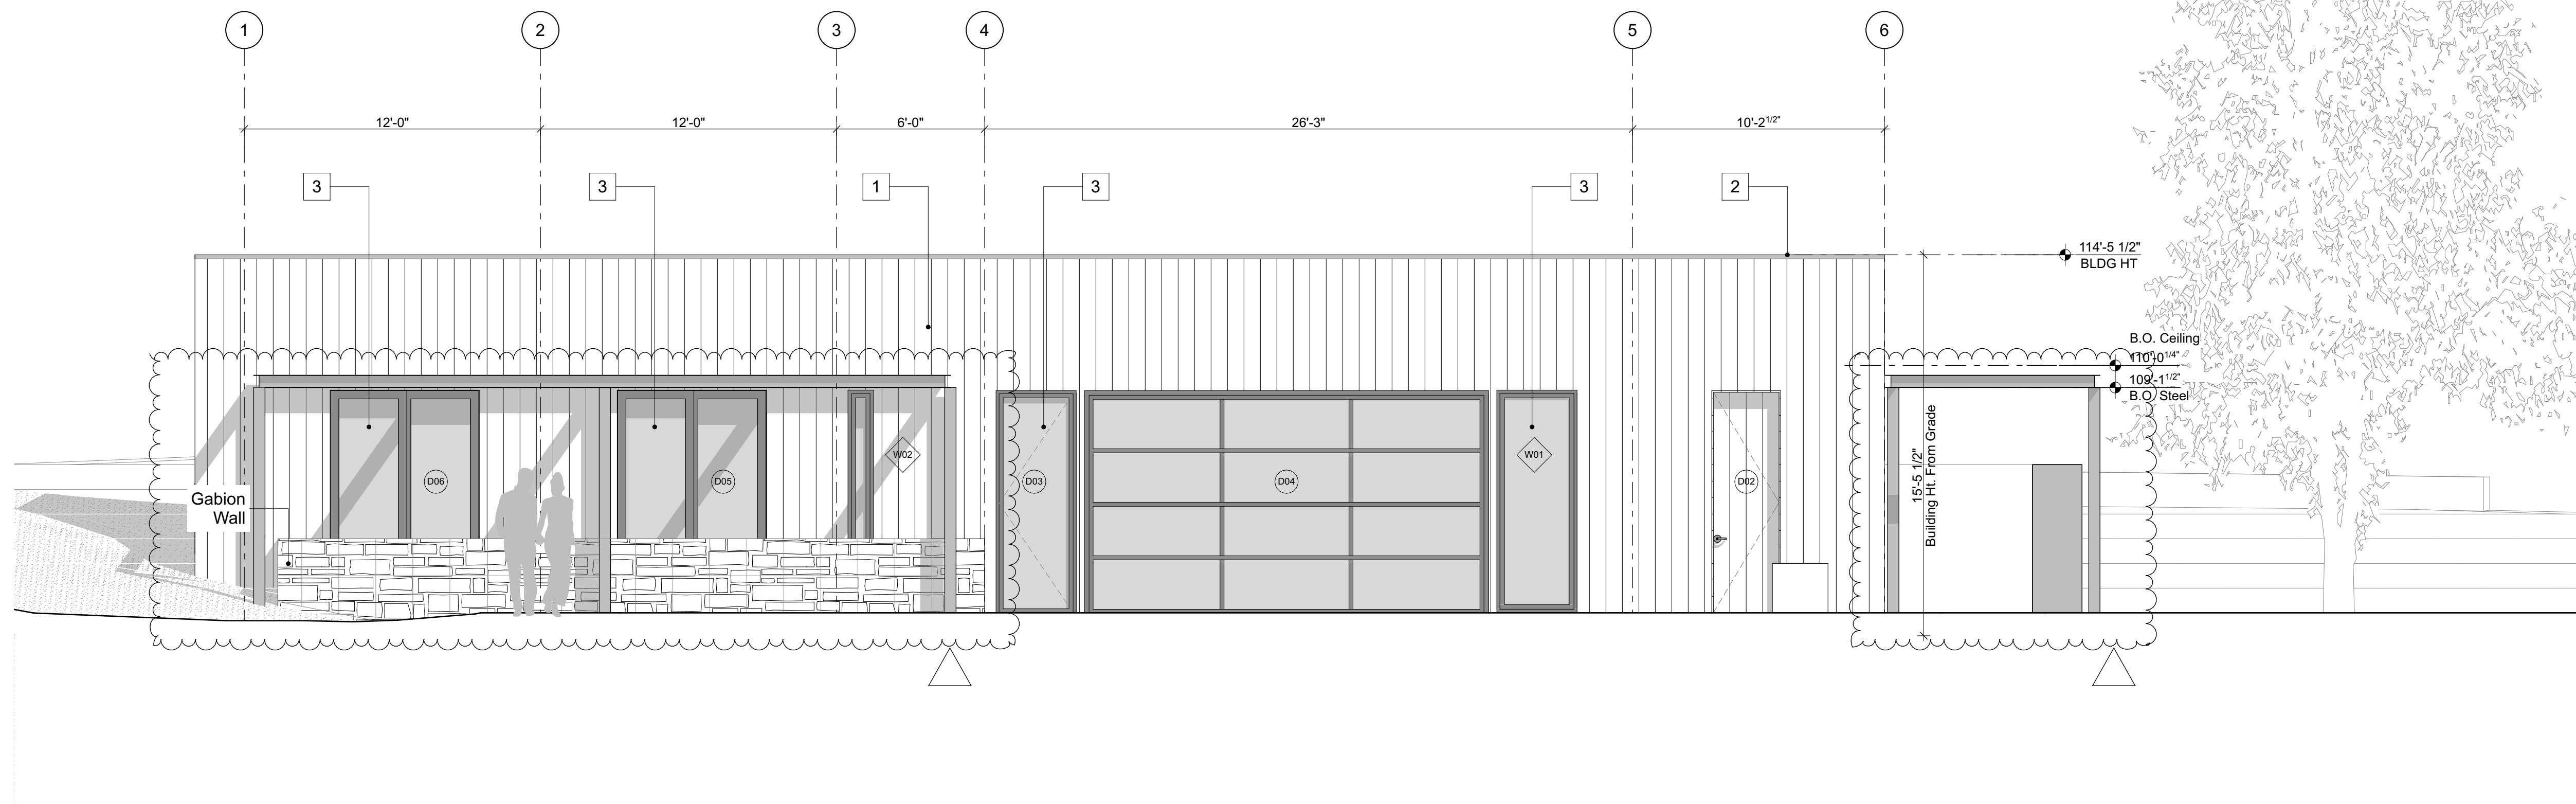 1 2 3 4 5 6
12'-0" 12'-0" 6'-0" 26'-3" 10'-2 1/2"
3 3 1 3 3 2
114'-5 1/2"
BLDG HT
B.O. Ceiling
110'-0 1/4"
109'-1 1/2"
B.O. Steel
W02 W01
D06 D05 D03 D04 D02
Gabion
Wall
15'-5 1/2"
Building Ht. From Grade